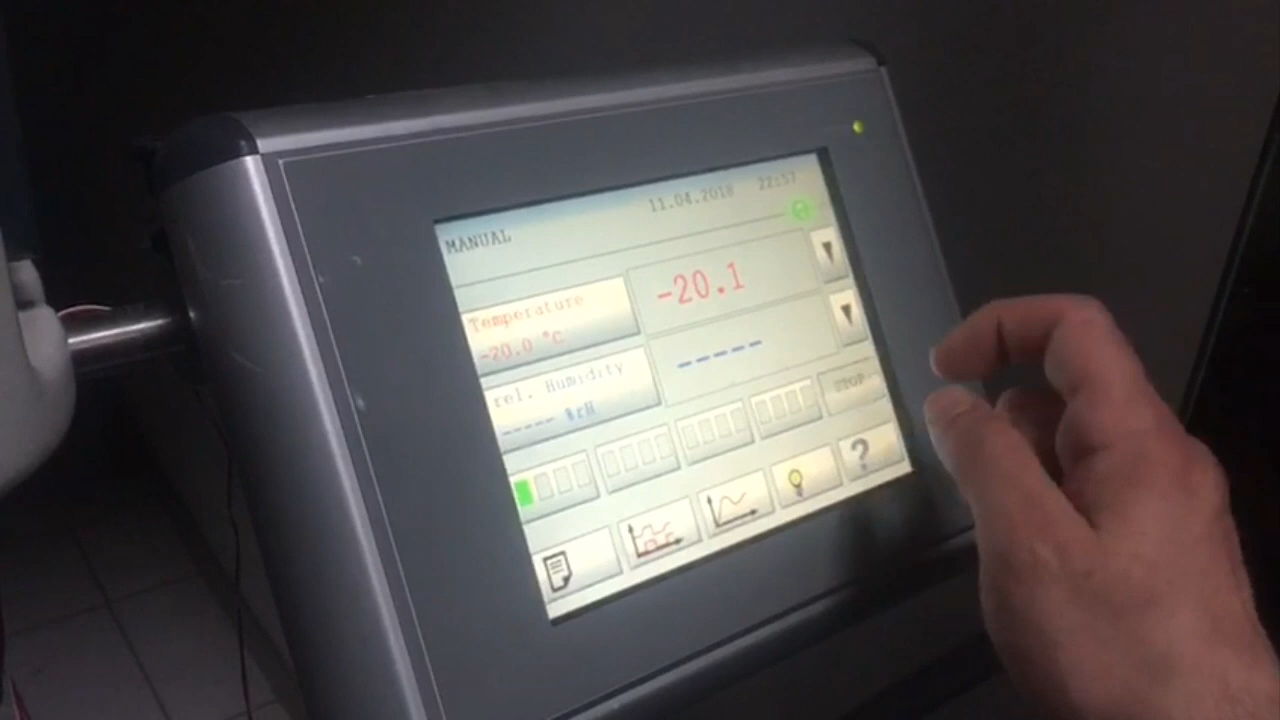 11.04.2018 22:57
MANUAL
-20.1
Temperature
-20.0 °C
-----
rel. Humidity
----- %rH
STOP
?